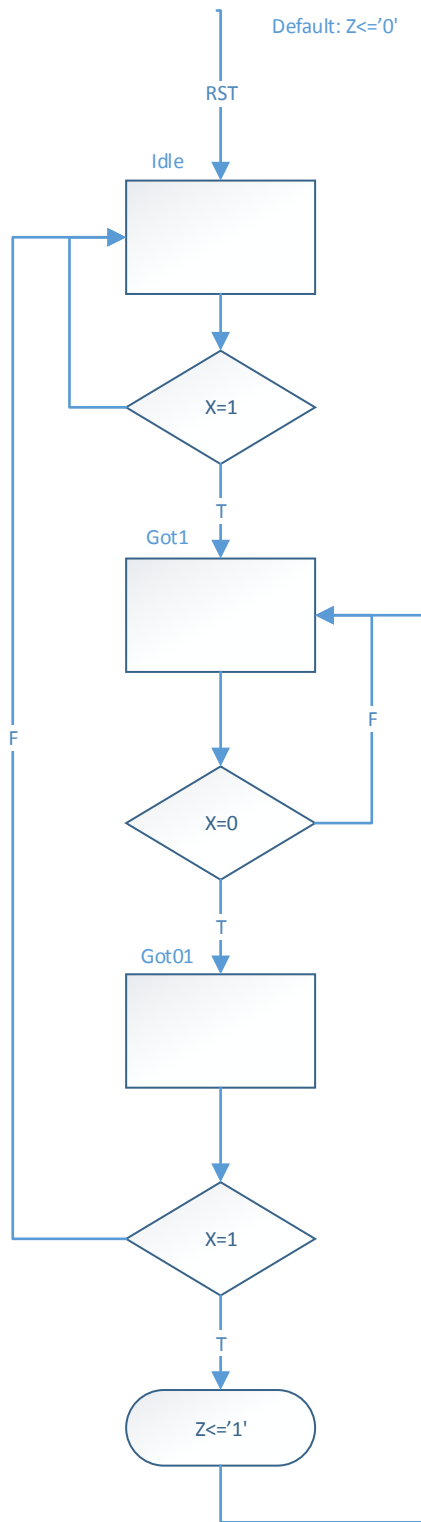 Default: Z<='0'
RST
Idle
X=1
T
Got1
F
F
X=0
T
Got01
X=1
T
Z<='1'